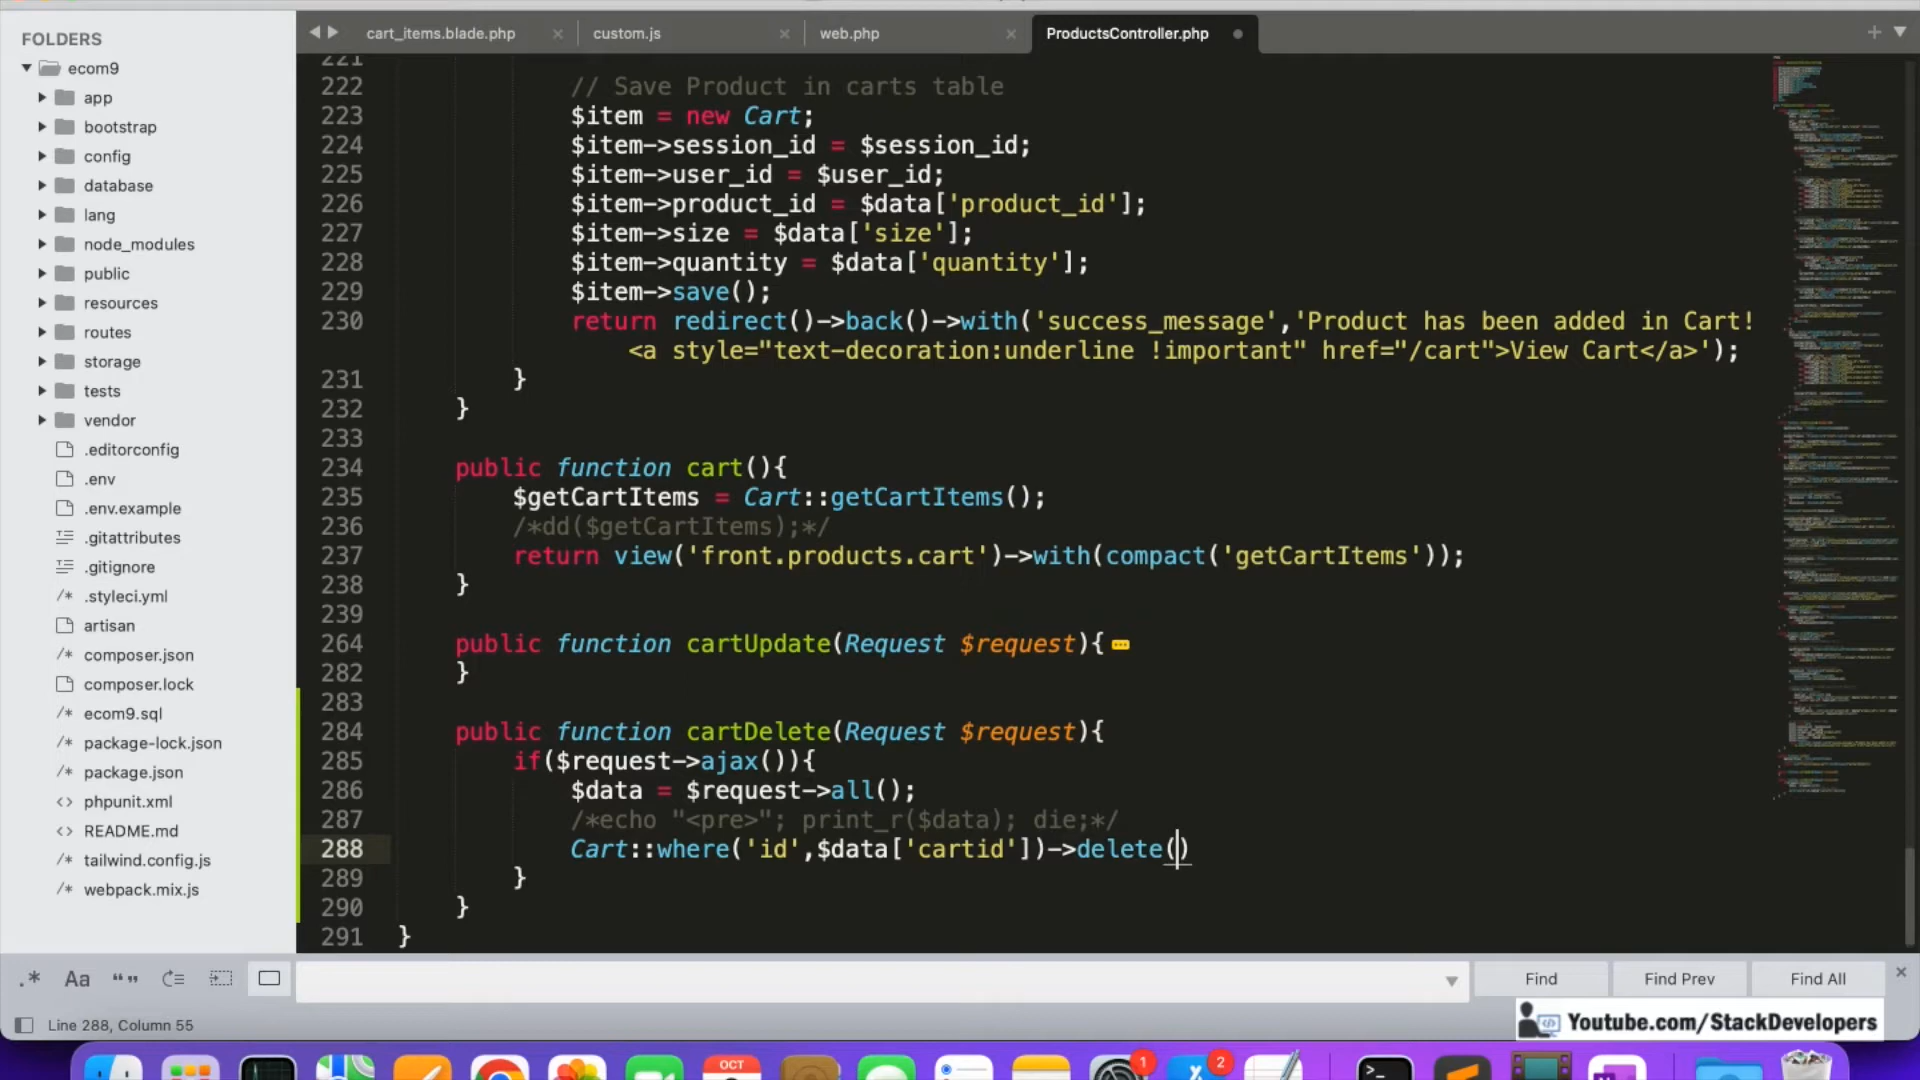 FOLDERS
ecom9
app
bootstrap
config
database
lang
node_modules
public
resources
routes
storage
tests
vendor
.editorconfig
.env
.env.example
.gitattributes
.gitignore
/* .styleci.yml
artisan
/* composer.json
composer.lock
/* ecom9.sql
/* package-lock.json
/* package.json
<> phpunit.xml
<> README.md
/* tailwind.config.js
/* webpack.mix.js
cart_items.blade.php
custom.js
web.php
ProductsController.php
221
222 // Save Product in carts table
223 $item = new Cart;
224 $item->session_id = $session_id;
225 $item->user_id = $user_id;
226 $item->product_id = $data['product_id'];
227 $item->size = $data['size'];
228 $item->quantity = $data['quantity'];
229 $item->save();
230 return redirect()->back()->with('success_message','Product has been added in Cart!
<a style="text-decoration:underline !important" href="/cart">View Cart</a>');
231 }
232 }
233
234 public function cart(){
235 $getCartItems = Cart::getCartItems();
236 /*dd($getCartItems);*/
237 return view('front.products.cart')->with(compact('getCartItems'));
238 }
239
264 public function cartUpdate(Request $request){
282 }
283
284 public function cartDelete(Request $request){
285 if($request->ajax()){
286 $data = $request->all();
287 /*echo "<pre>"; print_r($data); die;*/
288 Cart::where('id',$data['cartid'])->delete()
289 }
290 }
291 }
.* Aa “”
Find
Find Prev
Find All
Line 288, Column 55
Youtube.com/StackDevelopers
OCT
1
2